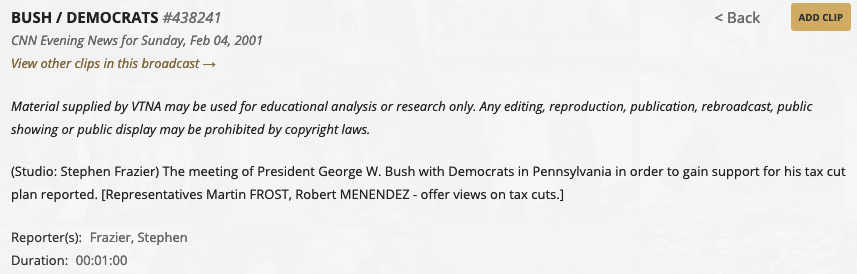 BUSH / DEMOCRATS #438241
< Back
ADD CLIP
CNN Evening News for Sunday, Feb 04, 2001
View other clips in this broadcast →
Material supplied by VTNA may be used for educational analysis or research only. Any editing, reproduction, publication, rebroadcast, public
showing or public display may be prohibited by copyright laws.
(Studio: Stephen Frazier) The meeting of President George W. Bush with Democrats in Pennsylvania in order to gain support for his tax cut
plan reported. [Representatives Martin FROST, Robert MENENDEZ - offer views on tax cuts.]
Reporter(s): Frazier, Stephen
Duration: 00:01:00